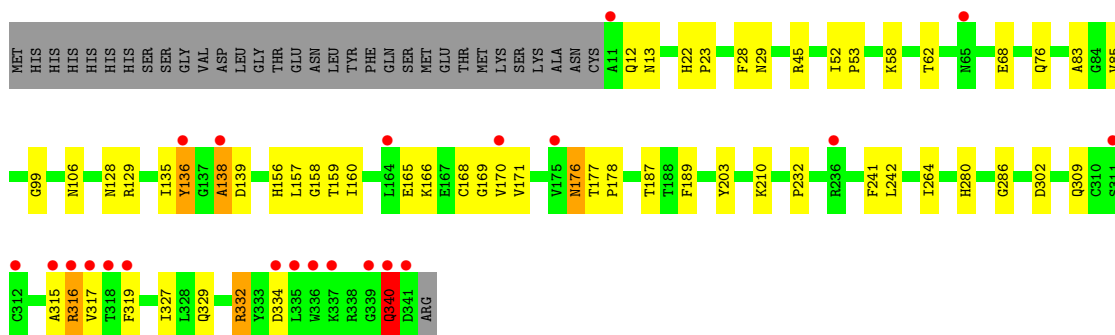 MET HIS HIS HIS HIS HIS HIS SER SER GLY VAL ASP LEU GLY THR GLU ASN LEU TYR PHE GLN SER MET GLU THR MET LYS SER LYS ALA ASN CYS A11 Q12 N13 H22 P23 F28 N29 R45 I52 P53 K58 T62 N65 E68 Q76 A83 G84 V85
G99 N106 N128 R129 I135 Y136 G137 A138 D139 H156 L157 G158 T159 I160 L164 E165 K166 E167 C168 G169 V170 V171 V175 N176 T177 P178 T187 T188 F189 Y203 K210 P232 R236 F241 L242 I264 H280 G286 D302 Q309 C310 S311
C312 A315 R316 V317 T318 F319 I327 L328 Q329 R332 Y333 D334 L335 W336 K337 R338 G339 Q340 D341 ARG